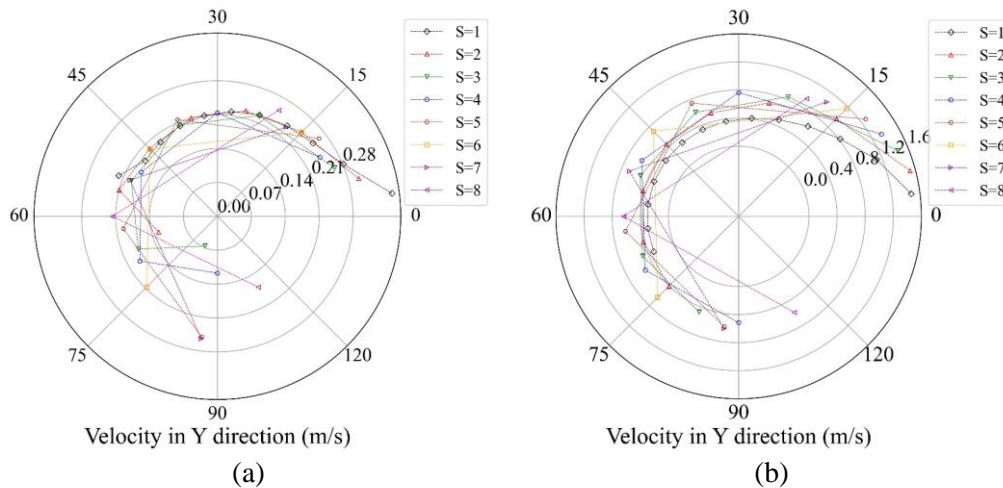 30
45
15
60
0
75
120
90
0.00
0.07
0.14
0.21
0.28
S=1
S=2
S=3
S=4
S=5
S=6
S=7
S=8
Velocity in Y direction (m/s)
(a)
30
45
15
60
0
75
120
90
0.0
0.4
0.8
1.2
1.6
S=1
S=2
S=3
S=4
S=5
S=6
S=7
S=8
Velocity in Y direction (m/s)
(b)